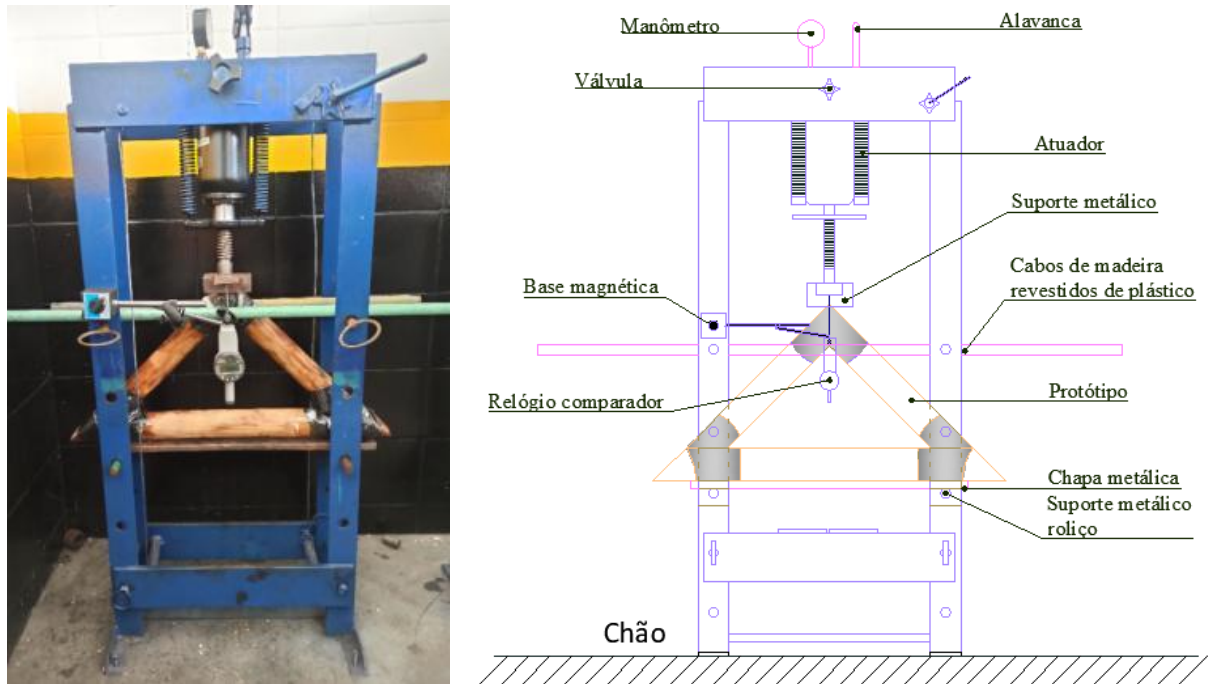 Manômetro
Alavanca
Válvula
Atuador
Suporte metálico
Base magnética
Cabos de madeira
revestidos de plástico
Relógio comparador
Protótipo
Chapa metálica
Suporte metálico
roliço
Chão